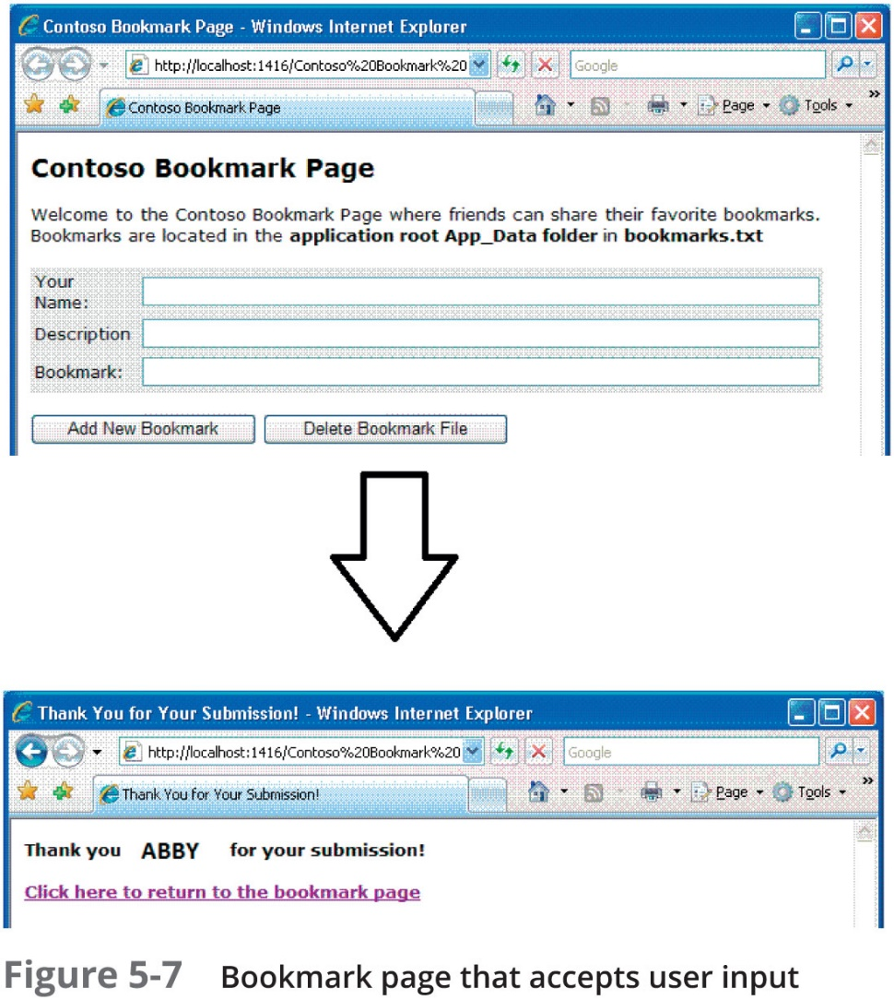 Contoso Bookmark Page - Windows Internet Explorer
http://localhost:1416/Contoso%20Bookmark%20
Google
Contoso Bookmark Page
Page
Tools
»
Contoso Bookmark Page
Welcome to the Contoso Bookmark Page where friends can share their favorite bookmarks.
Bookmarks are located in the application root App_Data folder in bookmarks.txt
Your
Name:
Description
Bookmark:
Add New Bookmark
Delete Bookmark File
Thank You for Your Submission! - Windows Internet Explorer
http://localhost:1416/Contoso%20Bookmark%20
Google
Thank You for Your Submission!
Page
Tools
»
Thank you ABBY for your submission!
Click here to return to the bookmark page
Figure 5-7 Bookmark page that accepts user input